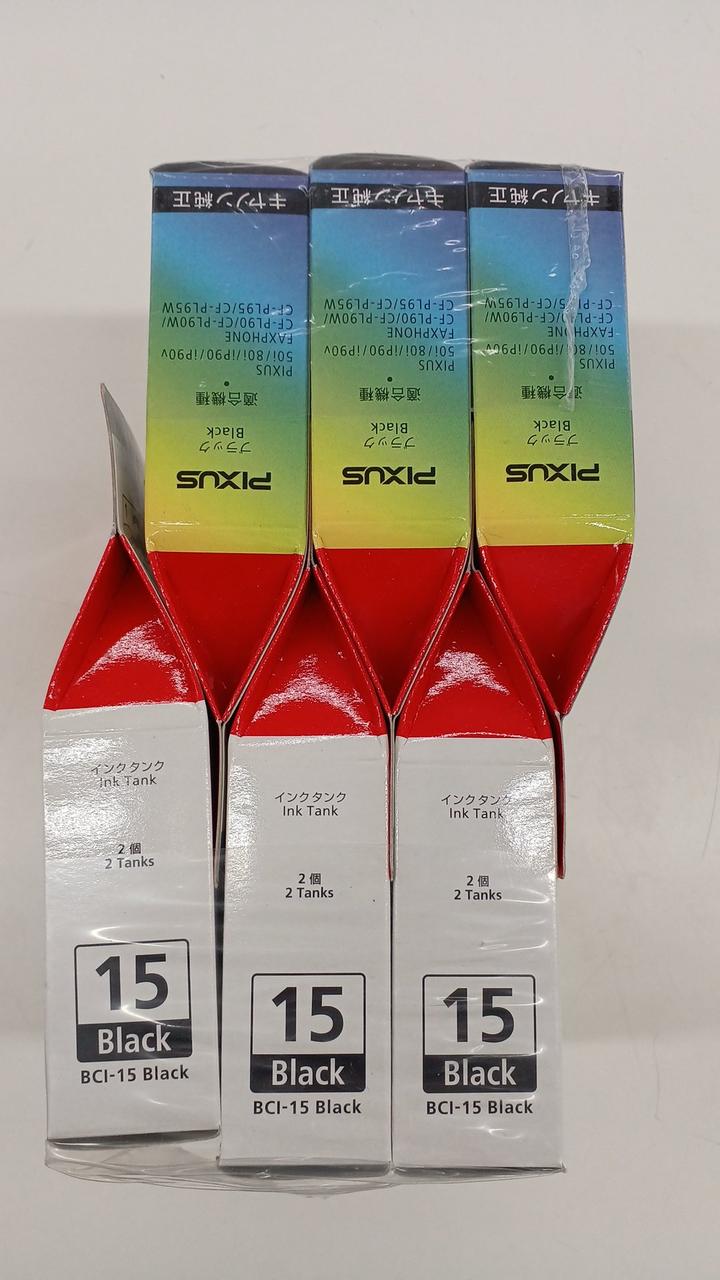 PIXUS
ブラック
Black
適合機種
PIXUS
50i/80i/iP90/iP90v
FAXPHONE
CF-PL90/CF-PL90W/
CF-PL95/CF-PL95W
キヤノン純正
PIXUS
ブラック
Black
適合機種
PIXUS
50i/80i/iP90/iP90v
FAXPHONE
CF-PL90/CF-PL90W/
CF-PL95/CF-PL95W
キヤノン純正
PIXUS
ブラック
Black
適合機種
PIXUS
50i/80i/iP90/iP90v
FAXPHONE
CF-PL90/CF-PL90W/
CF-PL95/CF-PL95W
キヤノン純正
インクタンク
Ink Tank
2個
2 Tanks
15
Black
BCI-15 Black
インクタンク
Ink Tank
2個
2 Tanks
15
Black
BCI-15 Black
インクタンク
Ink Tank
2個
2 Tanks
15
Black
BCI-15 Black